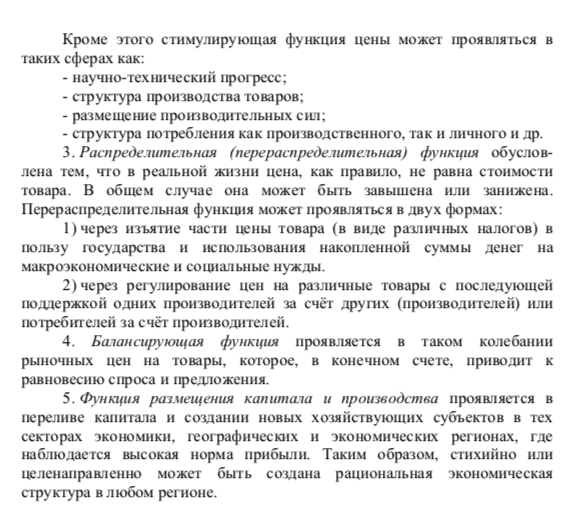 Кроме этого стимулирующая функция цены может проявляться в
таких сферах как:
- научно-технический прогресс;
- структура производства товаров;
- размещение производительных сил;
- структура потребления как производственного, так и личного и др.
3. Распределительная (перераспределительная) функция обуслов-
лена тем, что в реальной жизни цена, как правило, не равна стоимости
товара. В общем случае она может быть завышена или занижена.
Перераспределительная функция может проявляться в двух формах:
1) через изъятие части цены товара (в виде различных налогов) в
пользу государства и использования накопленной суммы денег на
макроэкономические и социальные нужды.
2) через регулирование цен на различные товары с последующей
поддержкой одних производителей за счёт других (производителей) или
потребителей за счёт производителей.
4. Балансирующая функция проявляется в таком колебании
рыночных цен на товары, которое, в конечном счете, приводит к
равновесию спроса и предложения.
5. Функция размещения капитала и производства проявляется в
переливе капитала и создании новых хозяйствующих субъектов в тех
секторах экономики, географических и экономических регионах, где
наблюдается высокая норма прибыли. Таким образом, стихийно или
целенаправленно может быть создана рациональная экономическая
структура в любом регионе.